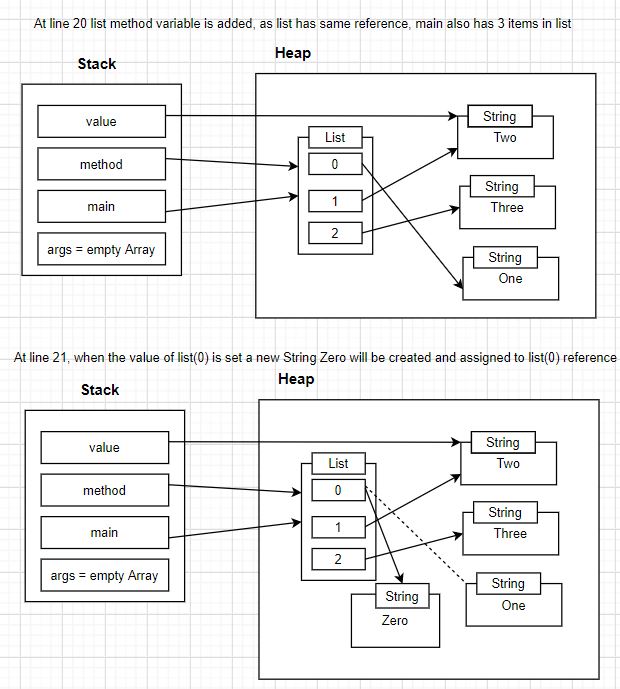 At line 20 list method variable is added, as list has same reference, main also has 3 items in list
Heap
Stack
value
method
main
args = empty Array
List
0
1
2
String
Two
String
Three
String
One
At line 21, when the value of list(0) is set a new String Zero will be created and assigned to list(0) reference
Heap
Stack
value
method
main
args = empty Array
List
0
1
2
String
Two
String
Three
String
One
String
Zero